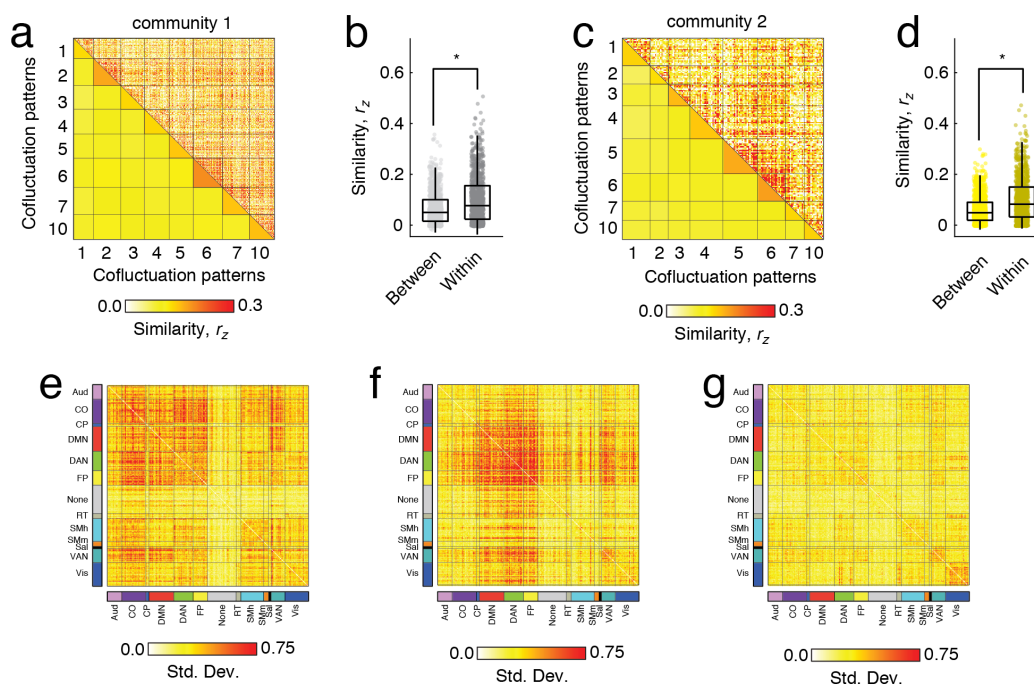 a
community 1
Cofluctuation patterns
1
2
3
4
5
6
7
10
1 2 3 4 5 6 7 10
Cofluctuation patterns
0.0 0.3
Similarity, rz
b
Similarity, rz
0.6
0.4
0.2
0
*
Between
Within
c
community 2
Cofluctuation patterns
1
2
3
4
5
6
7
10
1 2 3 4 5 6 7 10
Cofluctuation patterns
0.0 0.3
Similarity, rz
d
Similarity, rz
0.6
0.4
0.2
0
*
Between
Within
e
Aud
CO
CP
DMN
DAN
FP
None
RT
SMh
SMm
Sal
VAN
Vis
Aud CO CP DMN DAN FP None RT SMh SMm Sal VAN Vis
0.0 0.75
Std. Dev.
f
Aud
CO
CP
DMN
DAN
FP
None
RT
SMh
SMm
Sal
VAN
Vis
Aud CO CP DMN DAN FP None RT SMh SMm Sal VAN Vis
0.0 0.75
Std. Dev.
g
Aud
CO
CP
DMN
DAN
FP
None
RT
SMh
SMm
Sal
VAN
Vis
Aud CO CP DMN DAN FP None RT SMh SMm Sal VAN Vis
0.0 0.75
Std. Dev.